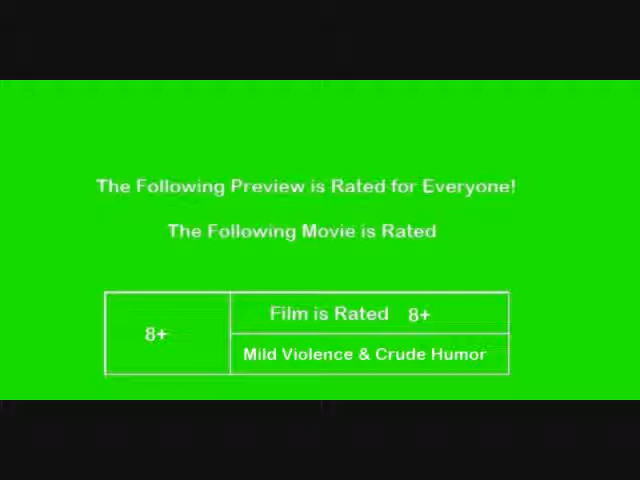 The Following Preview is Rated for Everyone!
The Following Movie is Rated
8+
Film is Rated 8+
Mild Violence & Crude Humor